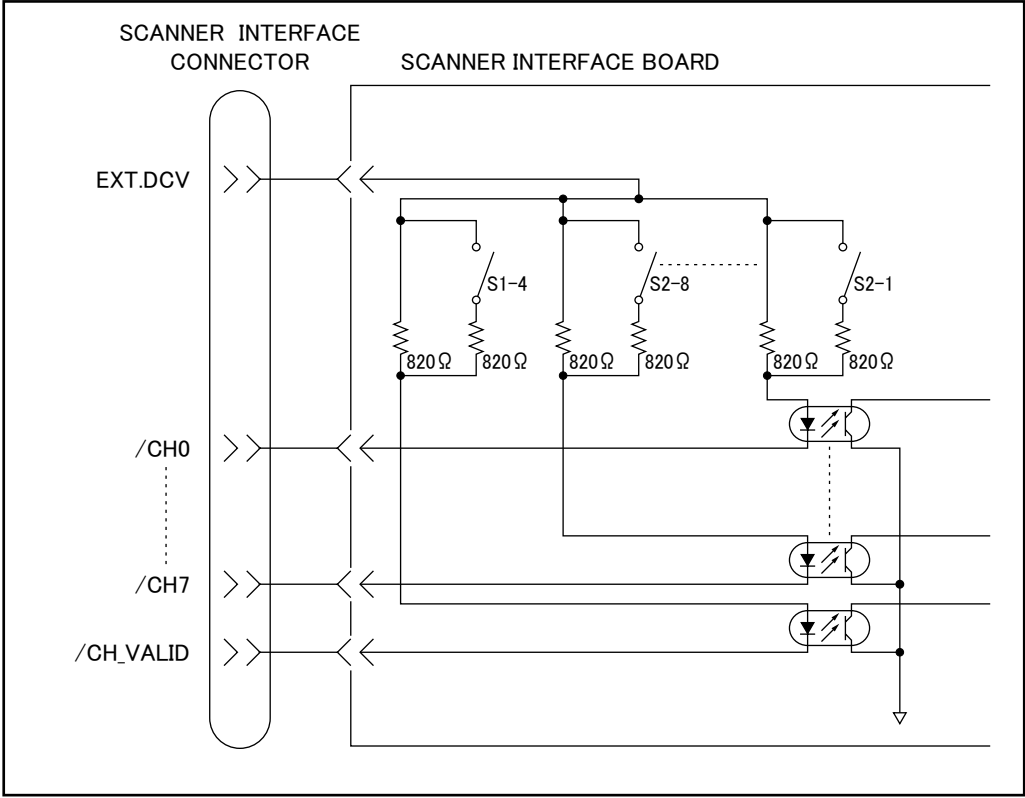 SCANNER INTERFACE
CONNECTOR
SCANNER INTERFACE BOARD
EXT.DCV
S1-4
S2-8
S2-1
820Ω
820Ω
820Ω
820Ω
820Ω
820Ω
/CH0
/CH7
/CH_VALID